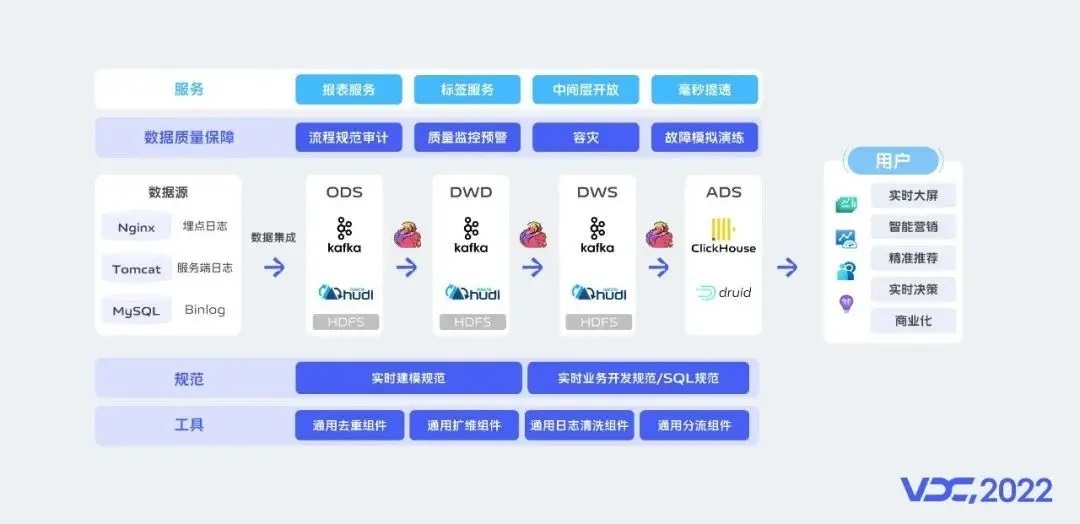 服务 报表服务 标签服务 中间层开放 毫秒提速
数据质量保障 流程规范审计 质量监控预警 容灾 故障模拟演练
数据源
Nginx 埋点日志
Tomcat 服务端日志
MySQL Binlog
数据集成
ODS
kafka
hudi
HDFS
DWD
kafka
hudi
HDFS
DWS
kafka
hudi
HDFS
ADS
ClickHouse
druid
用户
实时大屏
智能营销
精准推荐
实时决策
商业化
规范 实时建模规范 实时业务开发规范/SQL规范
工具 通用去重组件 通用扩维组件 通用日志清洗组件 通用分流组件
VDC,2022